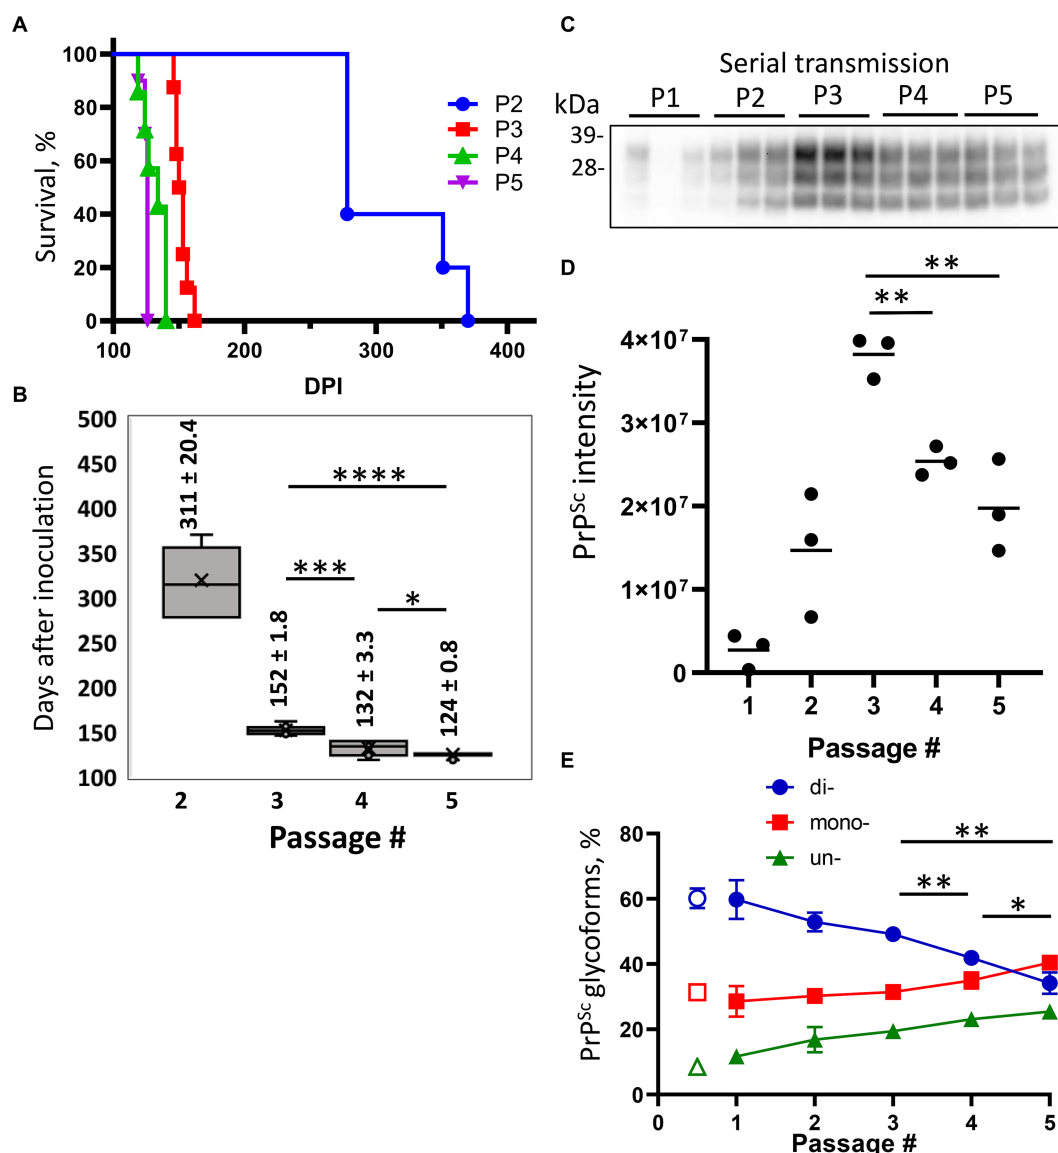 A
100
80
60
40
20
0
Survival, %
P2
P3
P4
P5
100
200
300
400
DPI
B
500
450
400
350
300
250
200
150
100
Days after inoculation
311 ± 20.4
152 ± 1.8
132 ± 3.3
124 ± 0.8
****
***
*
2
3
4
5
Passage #
C
Serial transmission
kDa
P1
P2
P3
P4
P5
39-
28-
D
**
**
4×10⁷
3×10⁷
2×10⁷
1×10⁷
0
PrPˢᶜ intensity
1
2
3
4
5
Passage #
E
di-
mono-
un-
**
**
*
80
60
40
20
0
PrPˢᶜ glycoforms, %
0
1
2
3
4
5
Passage #